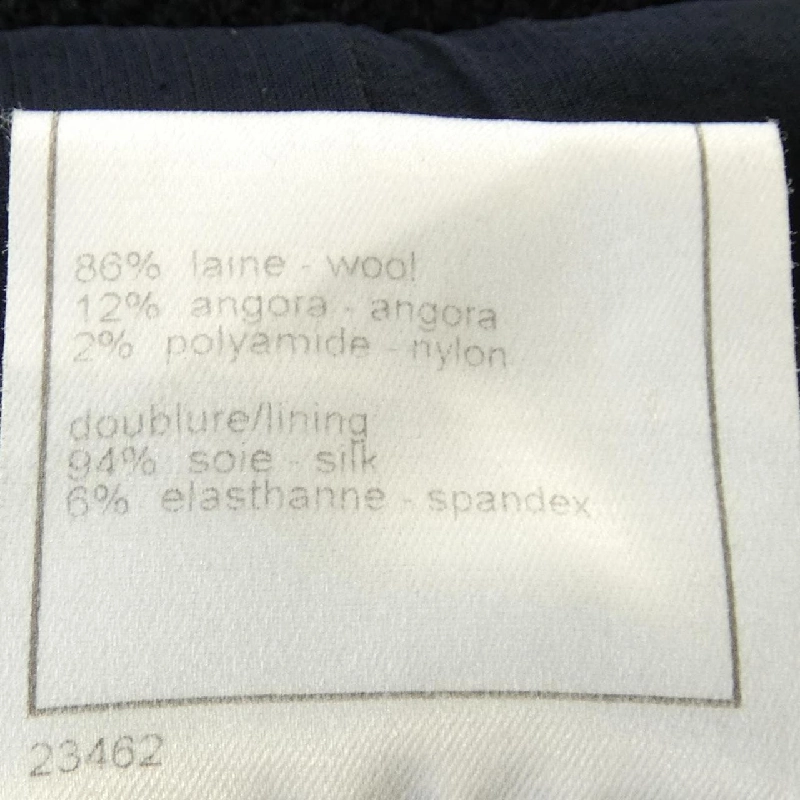 86% laine - wool
12% angora - angora
2% polyamide - nylon
doublure/lining
94% soie - silk
6% elasthanne - spandex
23462